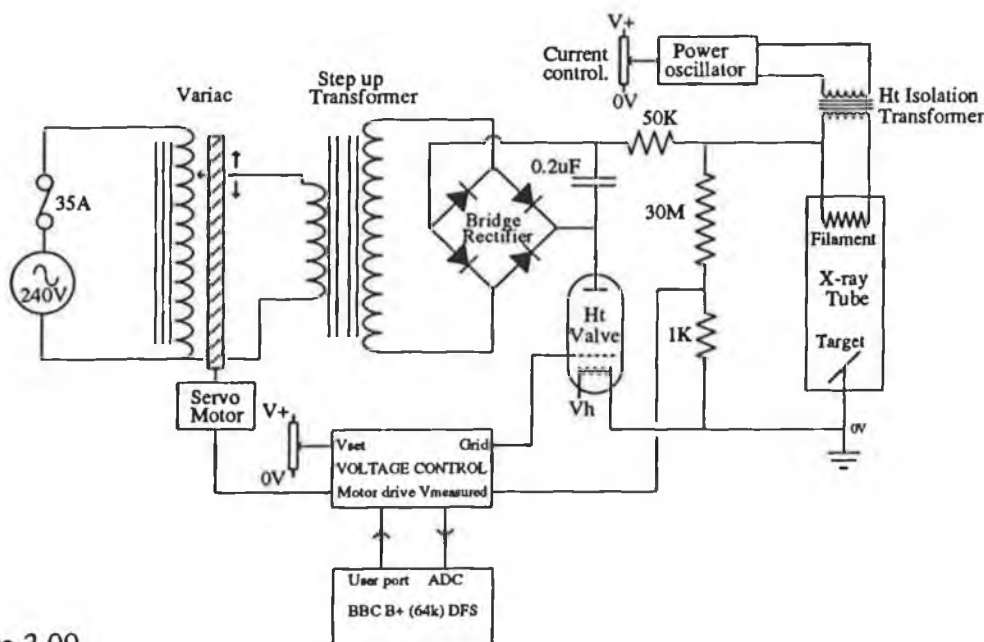 V+
Current
control.
0V
Power
oscillator
Ht Isolation
Transformer
Variac
Step up
Transformer
35A
240V
Bridge
Rectifier
50K
0.2uF
30M
1K
Filament
X-ray
Tube
Target
0V
Ht
Valve
Vh
Servo
Motor
V+
0V
Vset
Grid
VOLTAGE CONTROL
Motor drive Vmeasured
User port
ADC
BBC B+ (64k) DFS